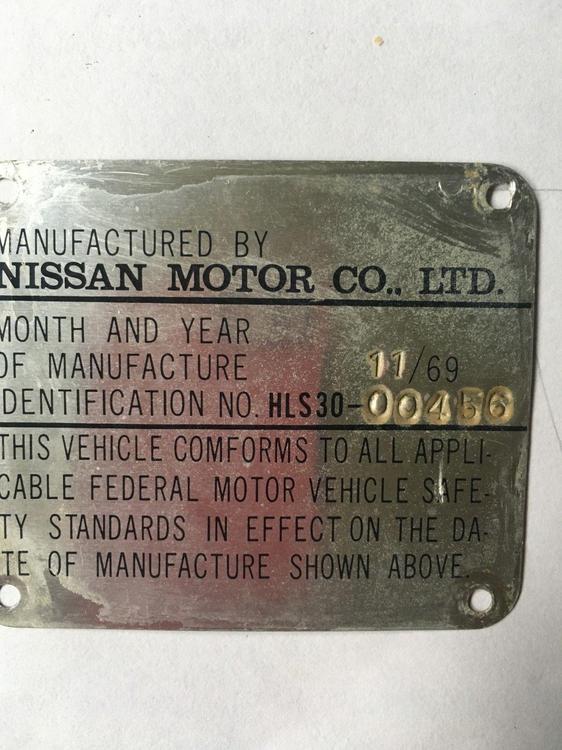 MANUFACTURED BY
NISSAN MOTOR CO., LTD.
MONTH AND YEAR
OF MANUFACTURE 11/69
IDENTIFICATION NO. HLS30-00456
THIS VEHICLE COMFORMS TO ALL APPLI-
CABLE FEDERAL MOTOR VEHICLE SAFE-
TY STANDARDS IN EFFECT ON THE DA-
TE OF MANUFACTURE SHOWN ABOVE.